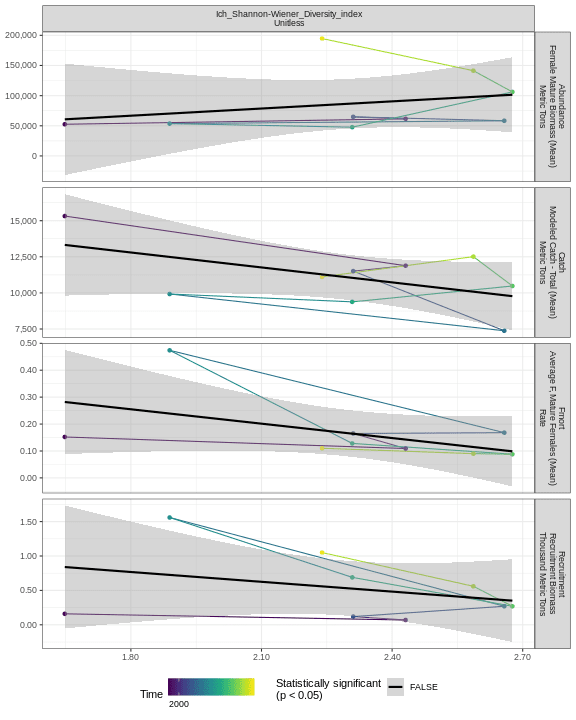 Ich_Shannon-Wiener_Diversity_index
Unitless
200,000
150,000
100,000
50,000
0
Abundance
Female Mature Biomass (Mean)
Metric Tons
15,000
12,500
10,000
7,500
Catch
Modeled Catch - Total (Mean)
Metric Tons
0.50
0.40
0.30
0.20
0.10
0.00
Fmort
Average F, Mature Females (Mean)
Rate
1.50
1.00
0.50
0.00
Recruitment
Recruitment Biomass
Thousand Metric Tons
1.80
2.10
2.40
2.70
Time
2000
Statistically significant
(p < 0.05)
FALSE